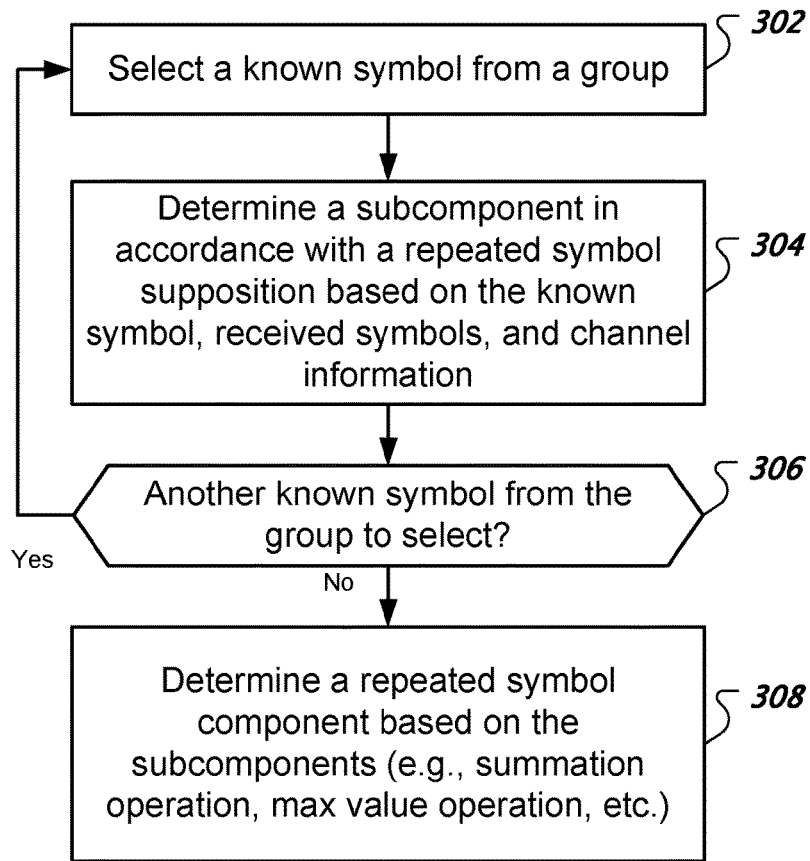 302
Select a known symbol from a group
Determine a subcomponent in
accordance with a repeated symbol
supposition based on the known
symbol, received symbols, and channel
information
304
Another known symbol from the
group to select?
306
Yes
No
Determine a repeated symbol
component based on the
subcomponents (e.g., summation
operation, max value operation, etc.)
308